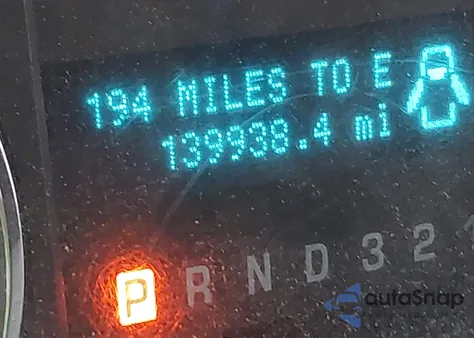 194 MILES TO E
139938.4 mi
P R N D 3 2
autoSnap